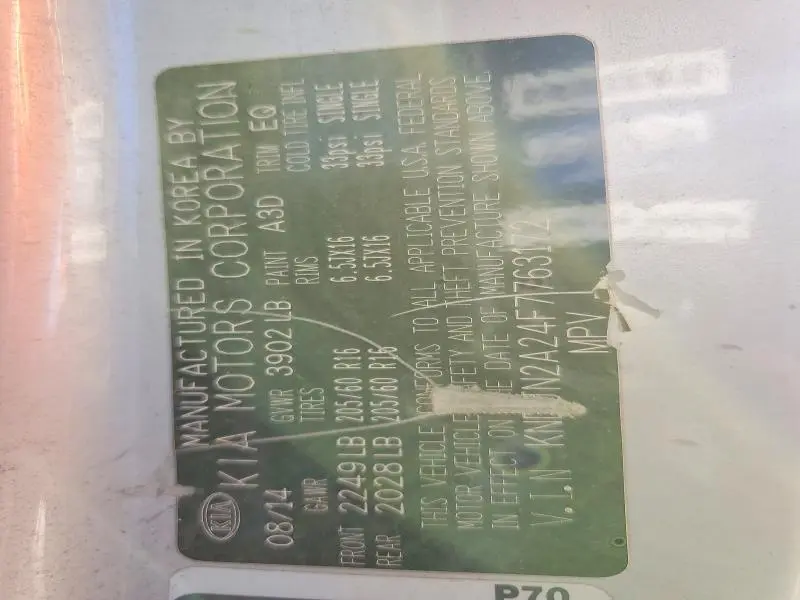 MANUFACTURED IN KOREA BY
KIA KIA MOTORS CORPORATION
08/14 GVWR 3902 LB PAINT A3D TRIM EQ
GAWR TIRES RIMS COLD TIRE INFL
FRONT 2249LB 205/60 R16 6.5JX16 33psi SINGLE
REAR 2028LB 205/60 R16 6.5JX16 33psi SINGLE
THIS VEHICLE CONFORMS TO ALL APPLICABLE U.S.A. FEDERAL
MOTOR VEHICLE SAFETY AND THEFT PREVENTION STANDARDS
IN EFFECT ON THE DATE OF MANUFACTURE SHOWN ABOVE.
V.I.N KNDJN2A24F7763172
MPV
P70